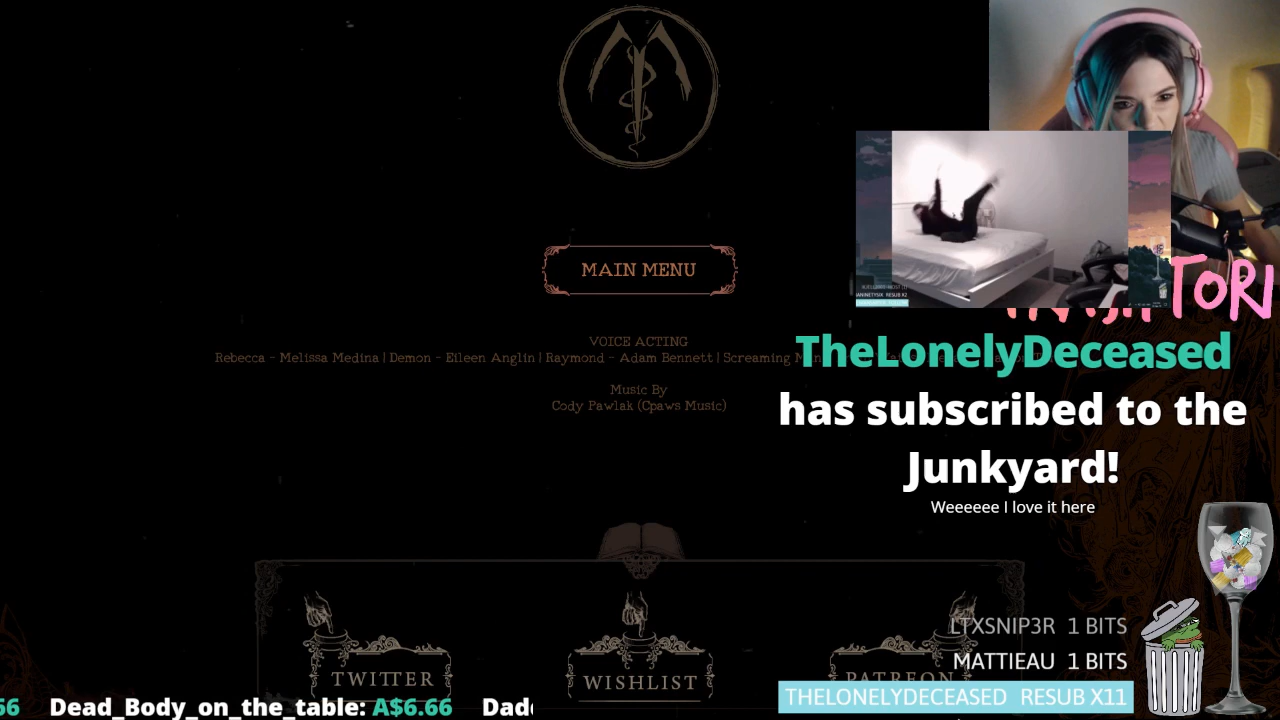 MAIN MENU
TORI
VOICE ACTING
Rebecca - Melissa Medina | Demon - Eileen Anglin | Raymond - Adam Bennett | Screaming
TheLonelyDeceased
has subscribed to the
Junkyard!
Weeeeee I love it here
Music By
Cody Pawlak (Cpaws Music)
LTXSNIP3R 1 BITS
MATTIEAU 1 BITS
THELONELYDECEASED RESUB X11
TWITTER
WISHLIST
PATREON
66 Dead_Body_on_the_table: A$6.66